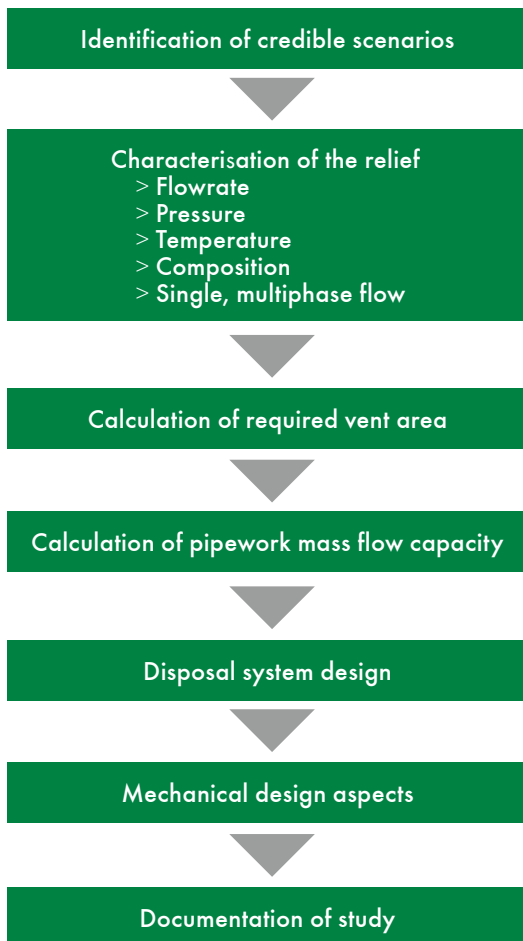 Identification of credible scenarios
Characterisation of the relief
> Flowrate
> Pressure
> Temperature
> Composition
> Single, multiphase flow
Calculation of required vent area
Calculation of pipework mass flow capacity
Disposal system design
Mechanical design aspects
Documentation of study